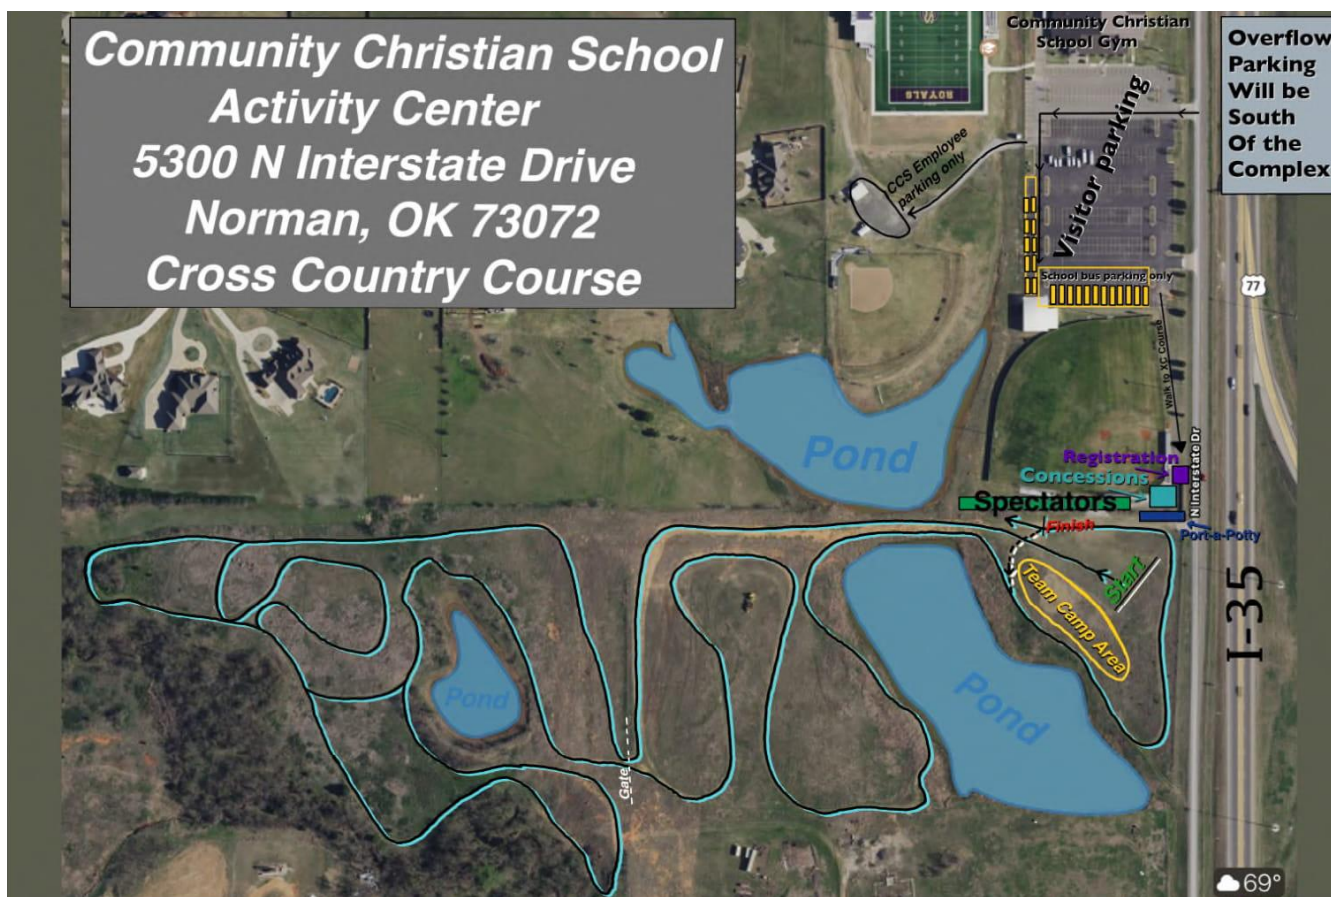 Community Christian School
Activity Center
5300 N Interstate Drive
Norman, OK 73072
Cross Country Course
Community Christian
School Gym
Overflow
Parking
Will be
South
Of the
Complex
ROYALS
Visitor parking
CCS Employee
parking only
School bus parking only
77
Walk to XC Course
Pond
Registration
Concessions
N Interstate Dr
Spectators
Finish
Port-a-Potty
Start
Team Camp Area
I-35
Pond
Pond
Gate
69°